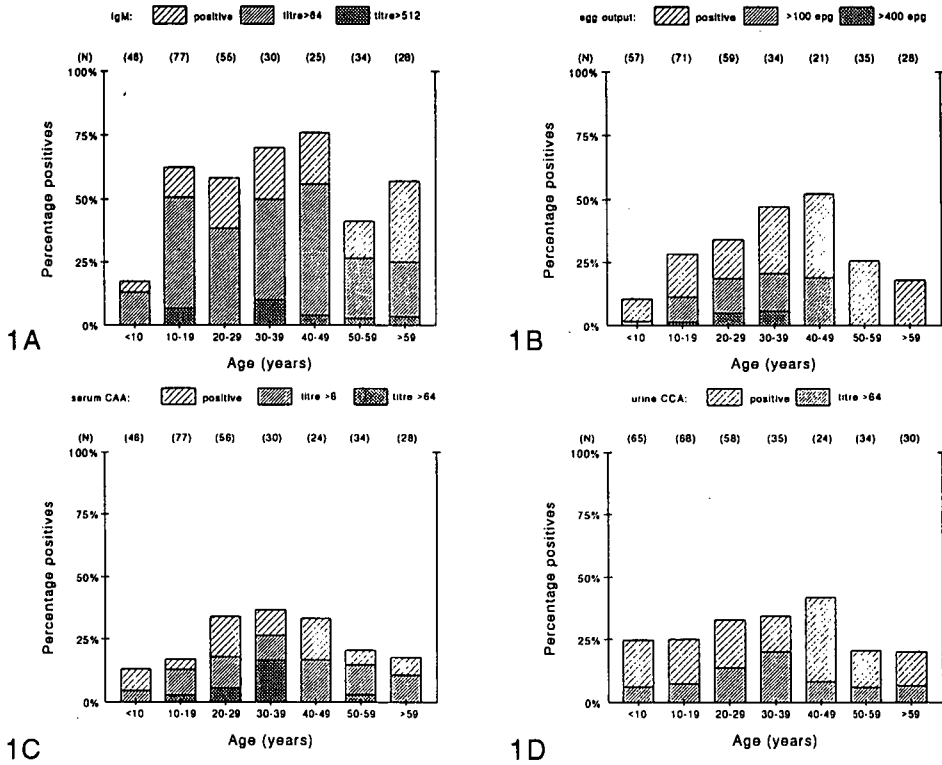 IgM: positive titre>64 titre>512
(N) (46) (77) (55) (30) (25) (34) (28)
100%
75%
50%
25%
0%
Percentage positives
<10 10-19 20-29 30-39 40-49 50-59 >59
Age (years)
1A
egg output: positive >100 epg >400 epg
(N) (57) (71) (59) (34) (21) (35) (28)
100%
75%
50%
25%
0%
Percentage positives
<10 10-19 20-29 30-39 40-49 50-59 >59
Age (years)
1B
serum CAA: positive titre >6 titre >64
(N) (46) (77) (56) (30) (24) (34) (28)
100%
75%
50%
25%
0%
Percentage positives
<10 10-19 20-29 30-39 40-49 50-59 >59
Age (years)
1C
urine CCA: positive titre >64
(N) (65) (68) (58) (35) (24) (34) (30)
100%
75%
50%
25%
0%
Percentage positives
<10 10-19 20-29 30-39 40-49 50-59 >59
Age (years)
1D